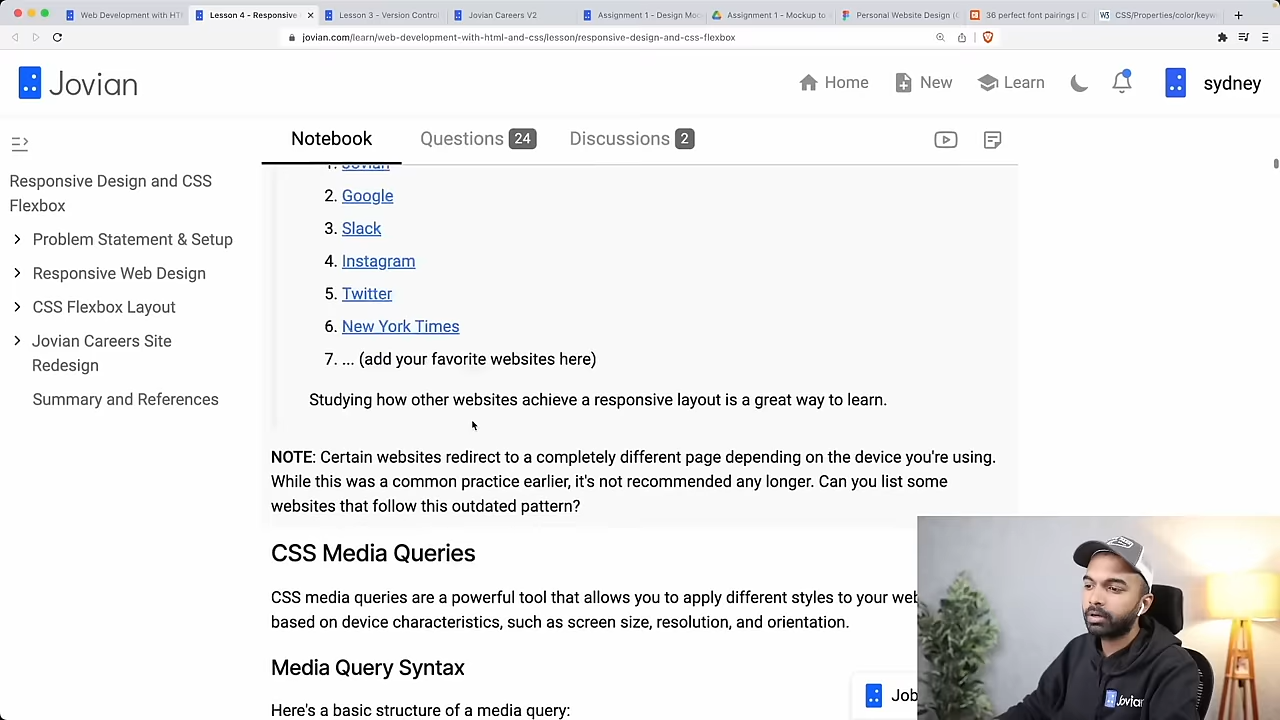 Web Development with HTM
Lesson 4 - Responsive
Lesson 3 - Version Control
Jovian Careers V2
Assignment 1 - Design Moc
Assignment 1 - Mockup to
Personal Website Design (
36 perfect font pairings | C
CSS/Properties/color/keyw
jovian.com/learn/web-development-with-html-and-css/lesson/responsive-design-and-css-flexbox
Jovian
Home
New
Learn
sydney
Notebook
Questions 24
Discussions 2
Responsive Design and CSS
Flexbox
Problem Statement & Setup
Responsive Web Design
CSS Flexbox Layout
Jovian Careers Site
Redesign
Summary and References
1. Jovian
2. Google
3. Slack
4. Instagram
5. Twitter
6. New York Times
7. ... (add your favorite websites here)
Studying how other websites achieve a responsive layout is a great way to learn.
NOTE: Certain websites redirect to a completely different page depending on the device you're using.
While this was a common practice earlier, it's not recommended any longer. Can you list some
websites that follow this outdated pattern?
CSS Media Queries
CSS media queries are a powerful tool that allows you to apply different styles to your web
based on device characteristics, such as screen size, resolution, and orientation.
Media Query Syntax
Here's a basic structure of a media query:
Job
Jovian